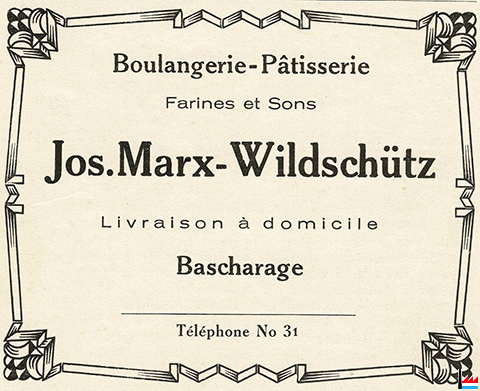 Boulangerie-Pâtisserie
Farines et Sons
Jos. Marx-Wildschütz
Livraison à domicile
Bascharage
Téléphone No 31